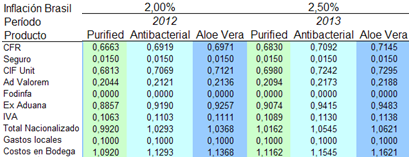 Inflación Brasil 2,00% 2,50%
Período 2012 2013
Producto Purified Antibacterial Aloe Vera Purified Antibacterial Aloe Vera
CFR 0,6663 0,6919 0,6971 0,6830 0,7092 0,7145
Seguro 0,0150 0,0150 0,0150 0,0150 0,0150 0,0150
CIF Unit 0,6813 0,7069 0,7121 0,6980 0,7242 0,7295
Ad Valorem 0,2044 0,2121 0,2136 0,2094 0,2173 0,2188
Fodinfa 0,0000 0,0000 0,0000 0,0000 0,0000 0,0000
Ex Aduana 0,8857 0,9190 0,9257 0,9074 0,9415 0,9483
IVA 0,1063 0,1103 0,1111 0,1089 0,1130 0,1138
Total Nacionalizado 0,9920 1,0293 1,0368 1,0162 1,0545 1,0621
Gastos locales 0,1000 0,1000 0,1000 0,1000 0,1000 0,1000
Costos en Bodega 1,0920 1,1293 1,1368 1,1162 1,1545 1,1621